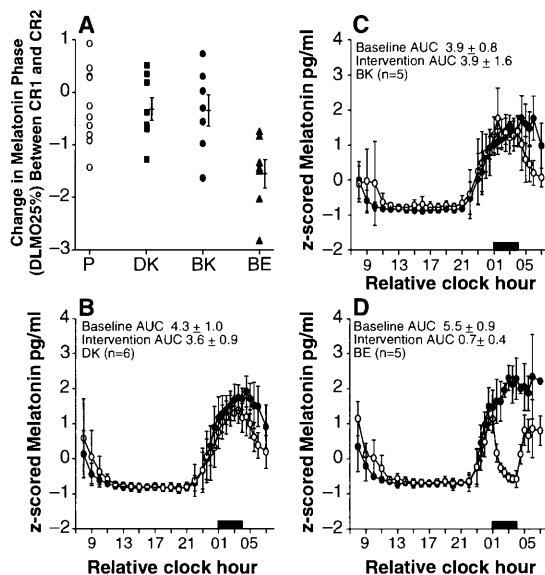 A
Change in Melatonin Phase
(DLMO25%) Between CR1 and CR2
1
0
−1
−2
−3
P DK BK BE
C
Baseline AUC 3.9 ± 0.8
Intervention AUC 3.9 ± 1.6
BK (n=5)
z-scored Melatonin pg/ml
4
3
2
1
0
−1
−2
9 13 17 21 01 05
Relative clock hour
B
Baseline AUC 4.3 ± 1.0
Intervention AUC 3.6 ± 0.9
DK (n=6)
z-scored Melatonin pg/ml
4
3
2
1
0
−1
−2
9 13 17 21 01 05
Relative clock hour
D
Baseline AUC 5.5 ± 0.9
Intervention AUC 0.7 ± 0.4
BE (n=5)
z-scored Melatonin pg/ml
4
3
2
1
0
−1
−2
9 13 17 21 01 05
Relative clock hour